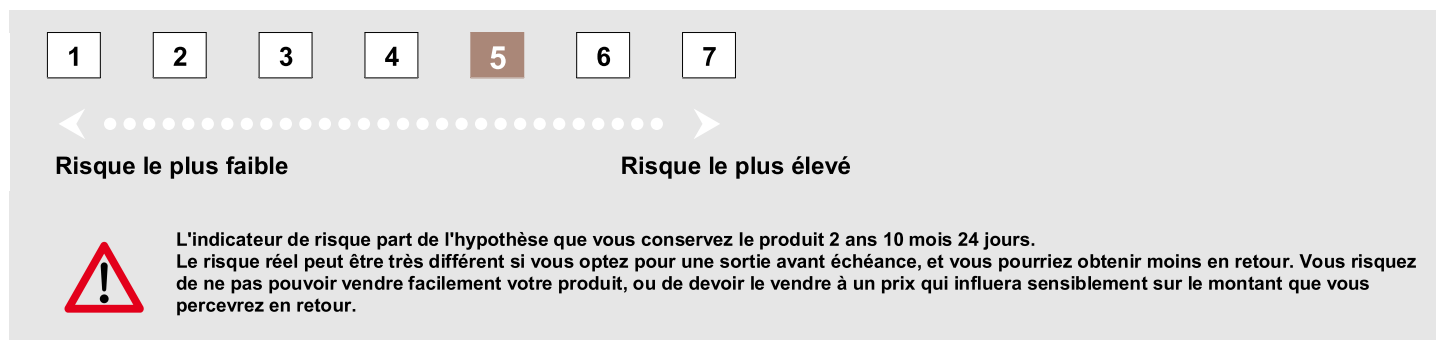 1 2 3 4 5 6 7
Risque le plus faible Risque le plus élevé
L'indicateur de risque part de l'hypothèse que vous conservez le produit 2 ans 10 mois 24 jours.
Le risque réel peut être très différent si vous optez pour une sortie avant échéance, et vous pourriez obtenir moins en retour. Vous risquez
de ne pas pouvoir vendre facilement votre produit, ou de devoir le vendre à un prix qui influera sensiblement sur le montant que vous
percevrez en retour.